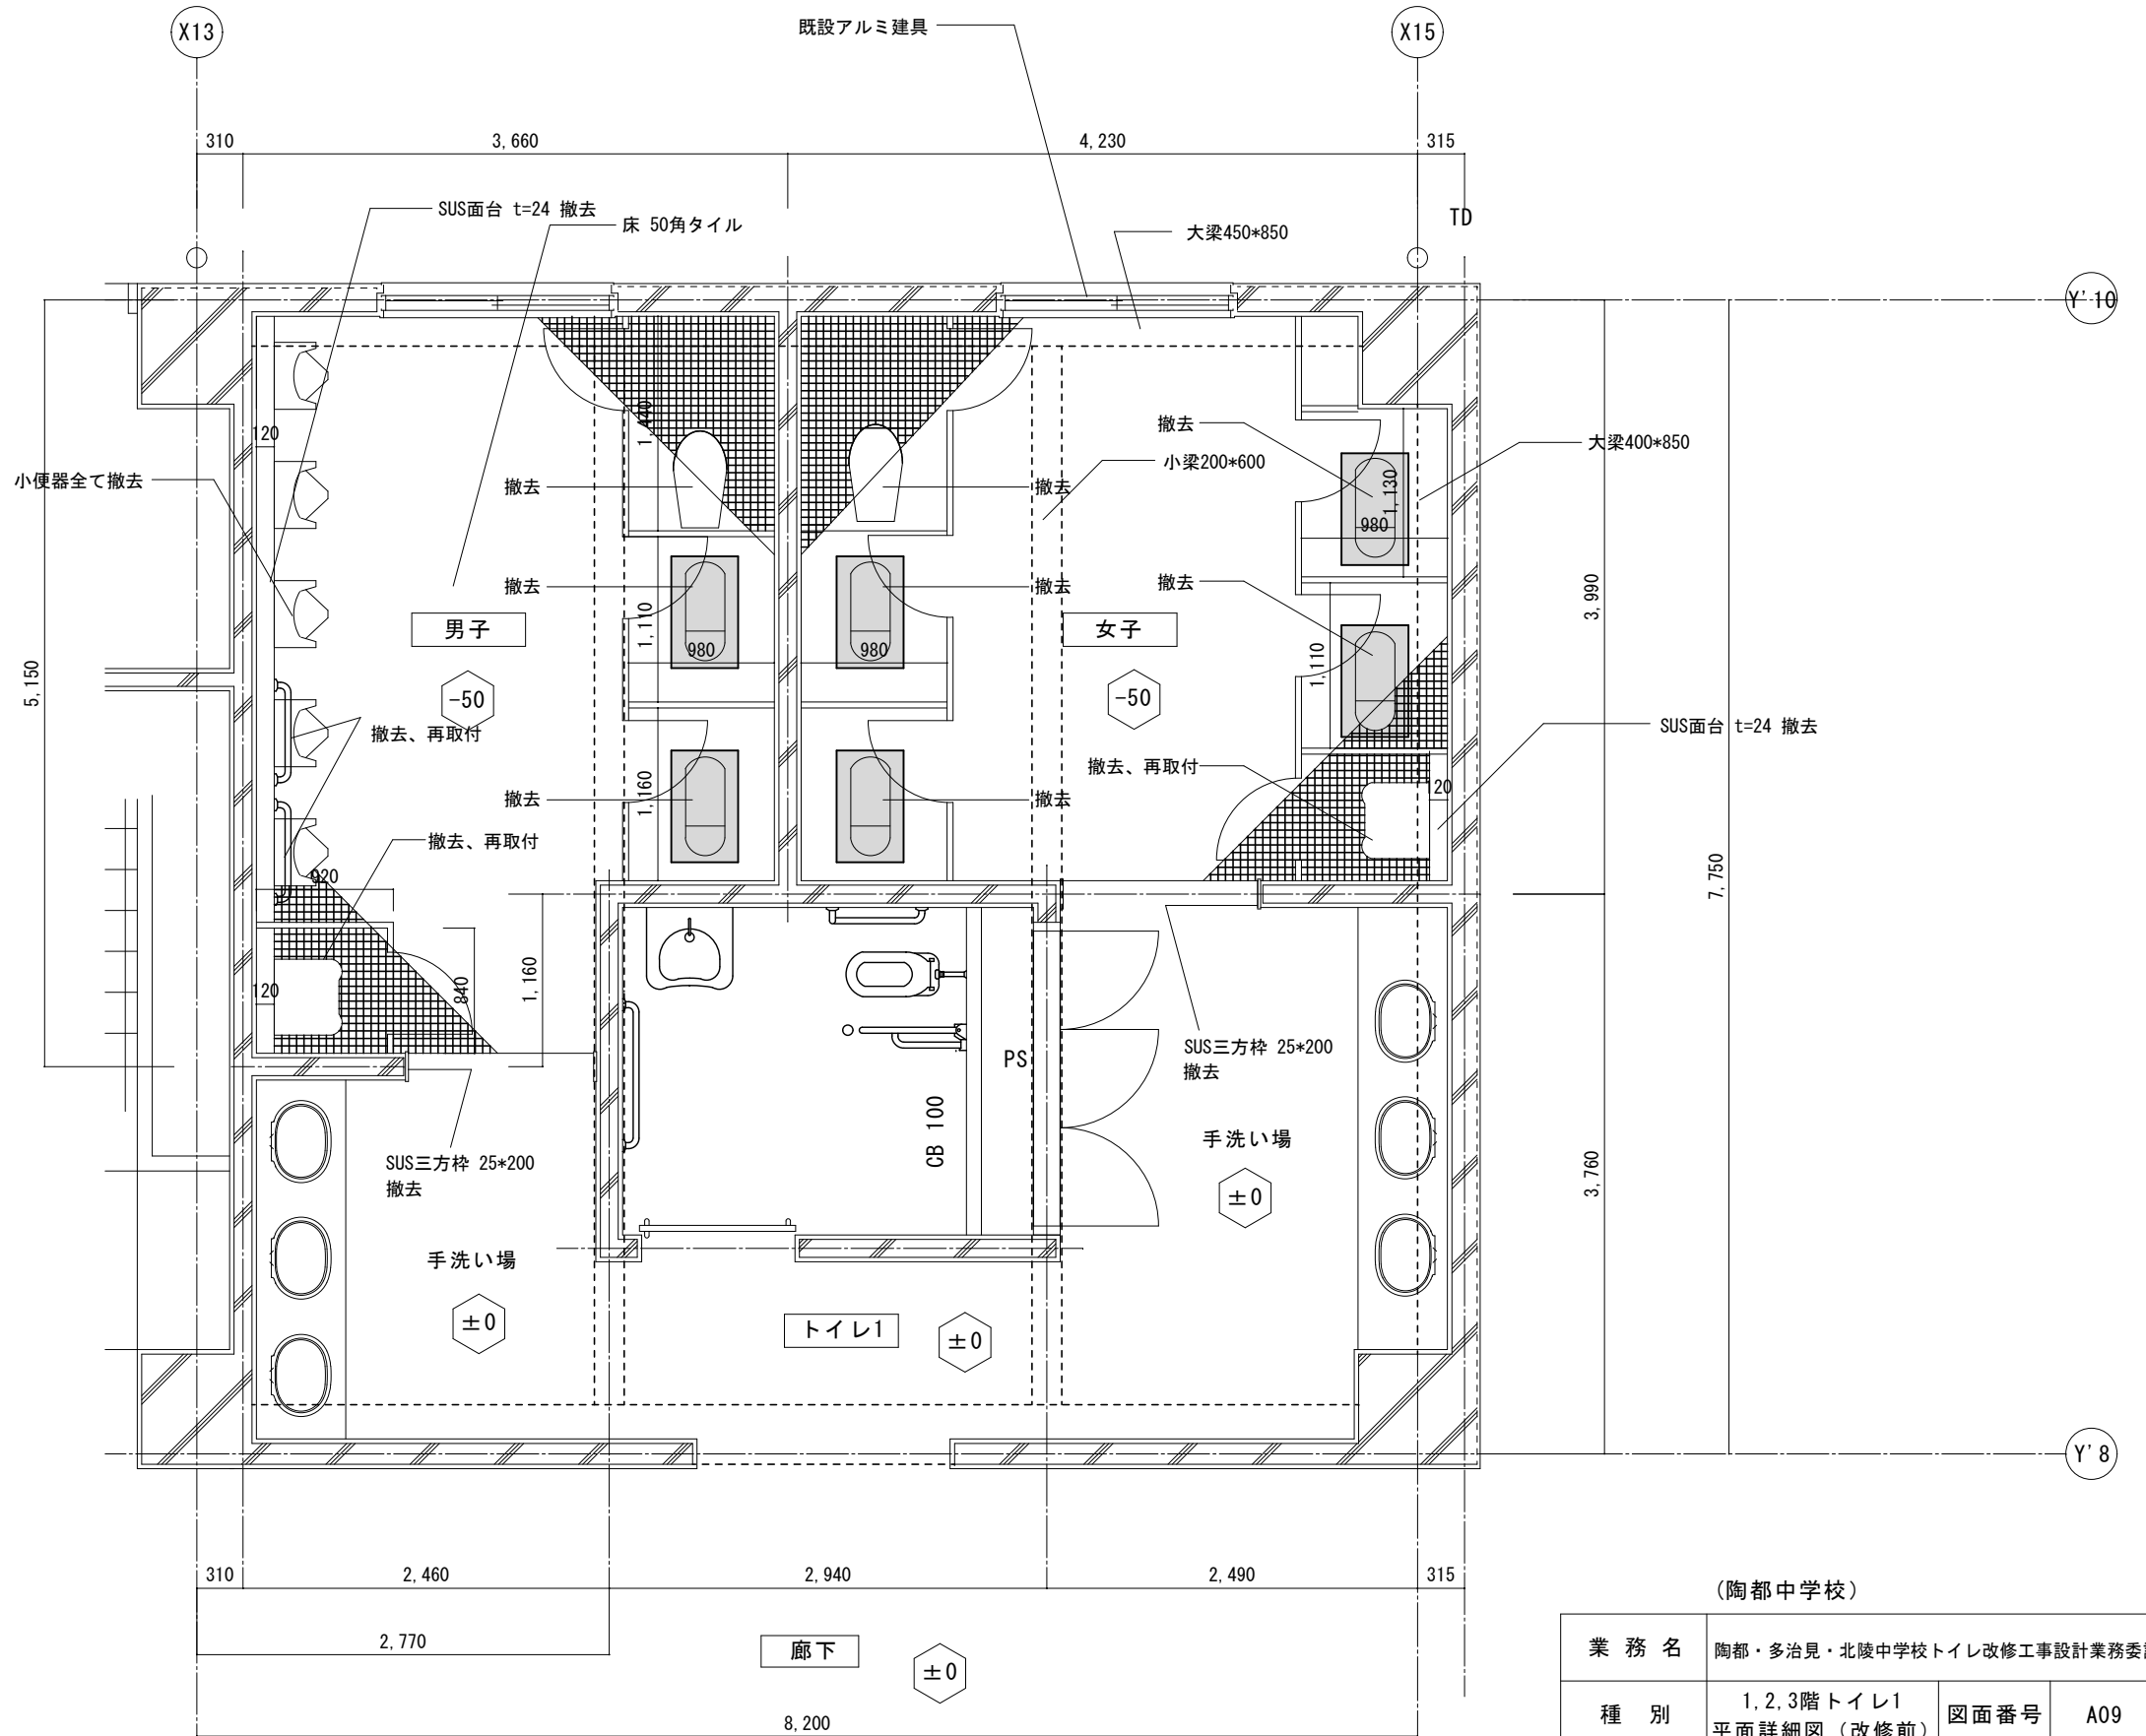 X13
既設アルミ建具
X15
310
3,660
4,230
315
SUS面台 t=24 撤去
床 50角タイル
大梁450*850
TD
Y'10
120
1,440
撤去
小梁200*600
大梁400*850
小便器全て撤去
撤去
撤去
1,130
980
撤去
撤去
撤去
3,990
男子
1,110
980
980
女子
1,110
5,150
-50
-50
撤去、再取付
SUS面台 t=24 撤去
撤去、再取付
120
撤去
1,160
撤去
撤去、再取付
920
7,750
120
840
1,160
PS
SUS三方枠 25*200
撤去
CB 100
手洗い場
SUS三方枠 25*200
撤去
±0
3,760
手洗い場
±0
トイレ1
±0
Y'8
310
2,460
2,940
2,490
315
2,770
廊下
±0
8,200
(陶都中学校)
業務名
陶都・多治見・北陵中学校トイレ改修工事設計業務委
種別
1,2,3階トイレ1
平面詳細図(改修前)
図面番号
A09